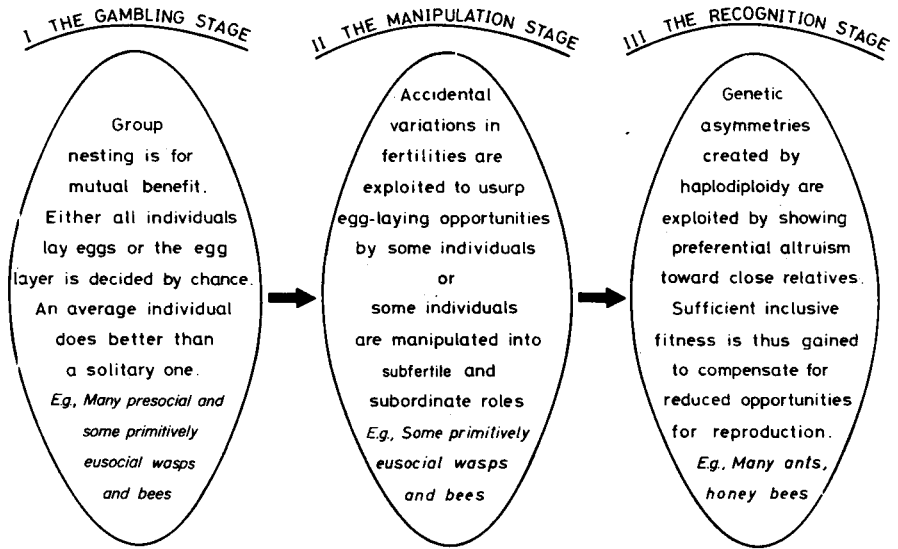 I THE GAMBLING STAGE
Group
nesting is for
mutual benefit.
Either all individuals
lay eggs or the egg
layer is decided by chance.
An average individual
does better than
a solitary one.
E.g., Many presocial and
some primitively
eusocial wasps
and bees
II THE MANIPULATION STAGE
Accidental
variations in
fertilities are
exploited to usurp
egg-laying opportunities
by some individuals
or
some individuals
are manipulated into
subfertile and
subordinate roles
E.g., Some primitively
eusocial wasps
and bees
III THE RECOGNITION STAGE
Genetic
asymmetries
created by
haplodiploidy are
exploited by showing
preferential altruism
toward close relatives.
Sufficient inclusive
fitness is thus gained
to compensate for
reduced opportunities
for reproduction.
E.g., Many ants,
honey bees